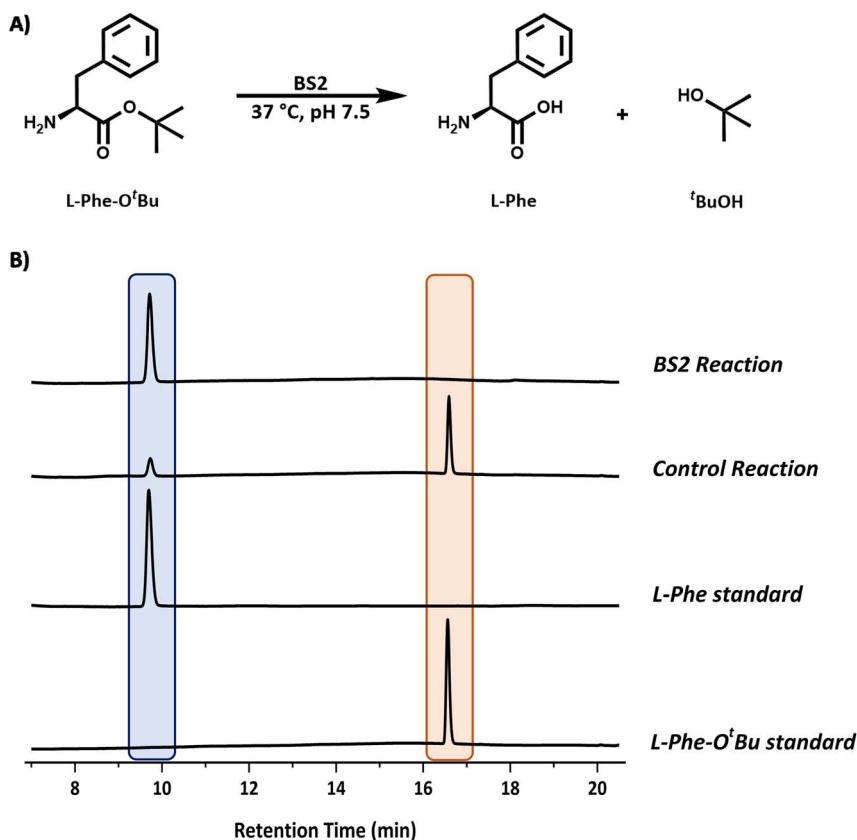 A)
BS2
37 °C, pH 7.5
H₂N
O
O
H₂N
OH
O
+
HO
L-Phe-OᵗBu
L-Phe
ᵗBuOH
B)
BS2 Reaction
Control Reaction
L-Phe standard
L-Phe-OᵗBu standard
8 10 12 14 16 18 20
Retention Time (min)